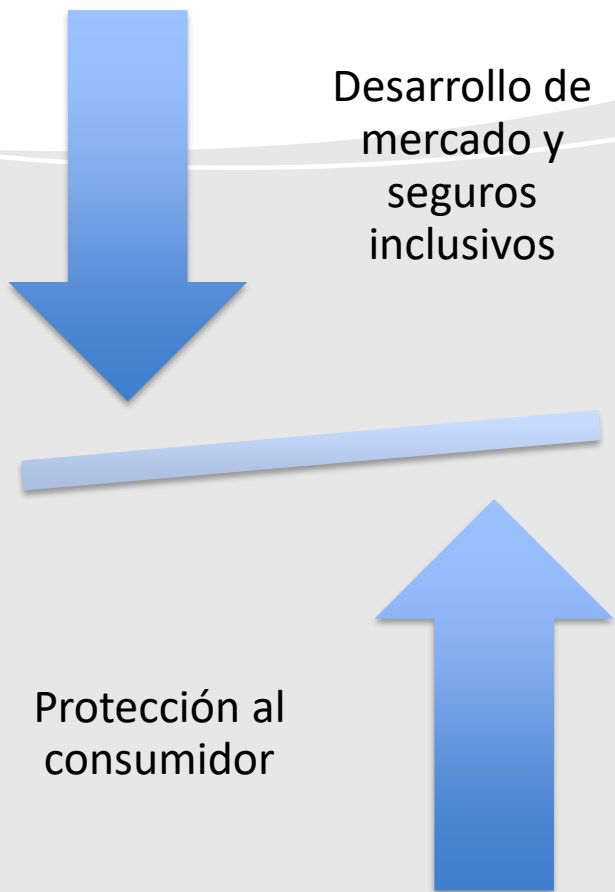 Desarrollo de
mercado y
seguros
inclusivos
Protección al
consumidor